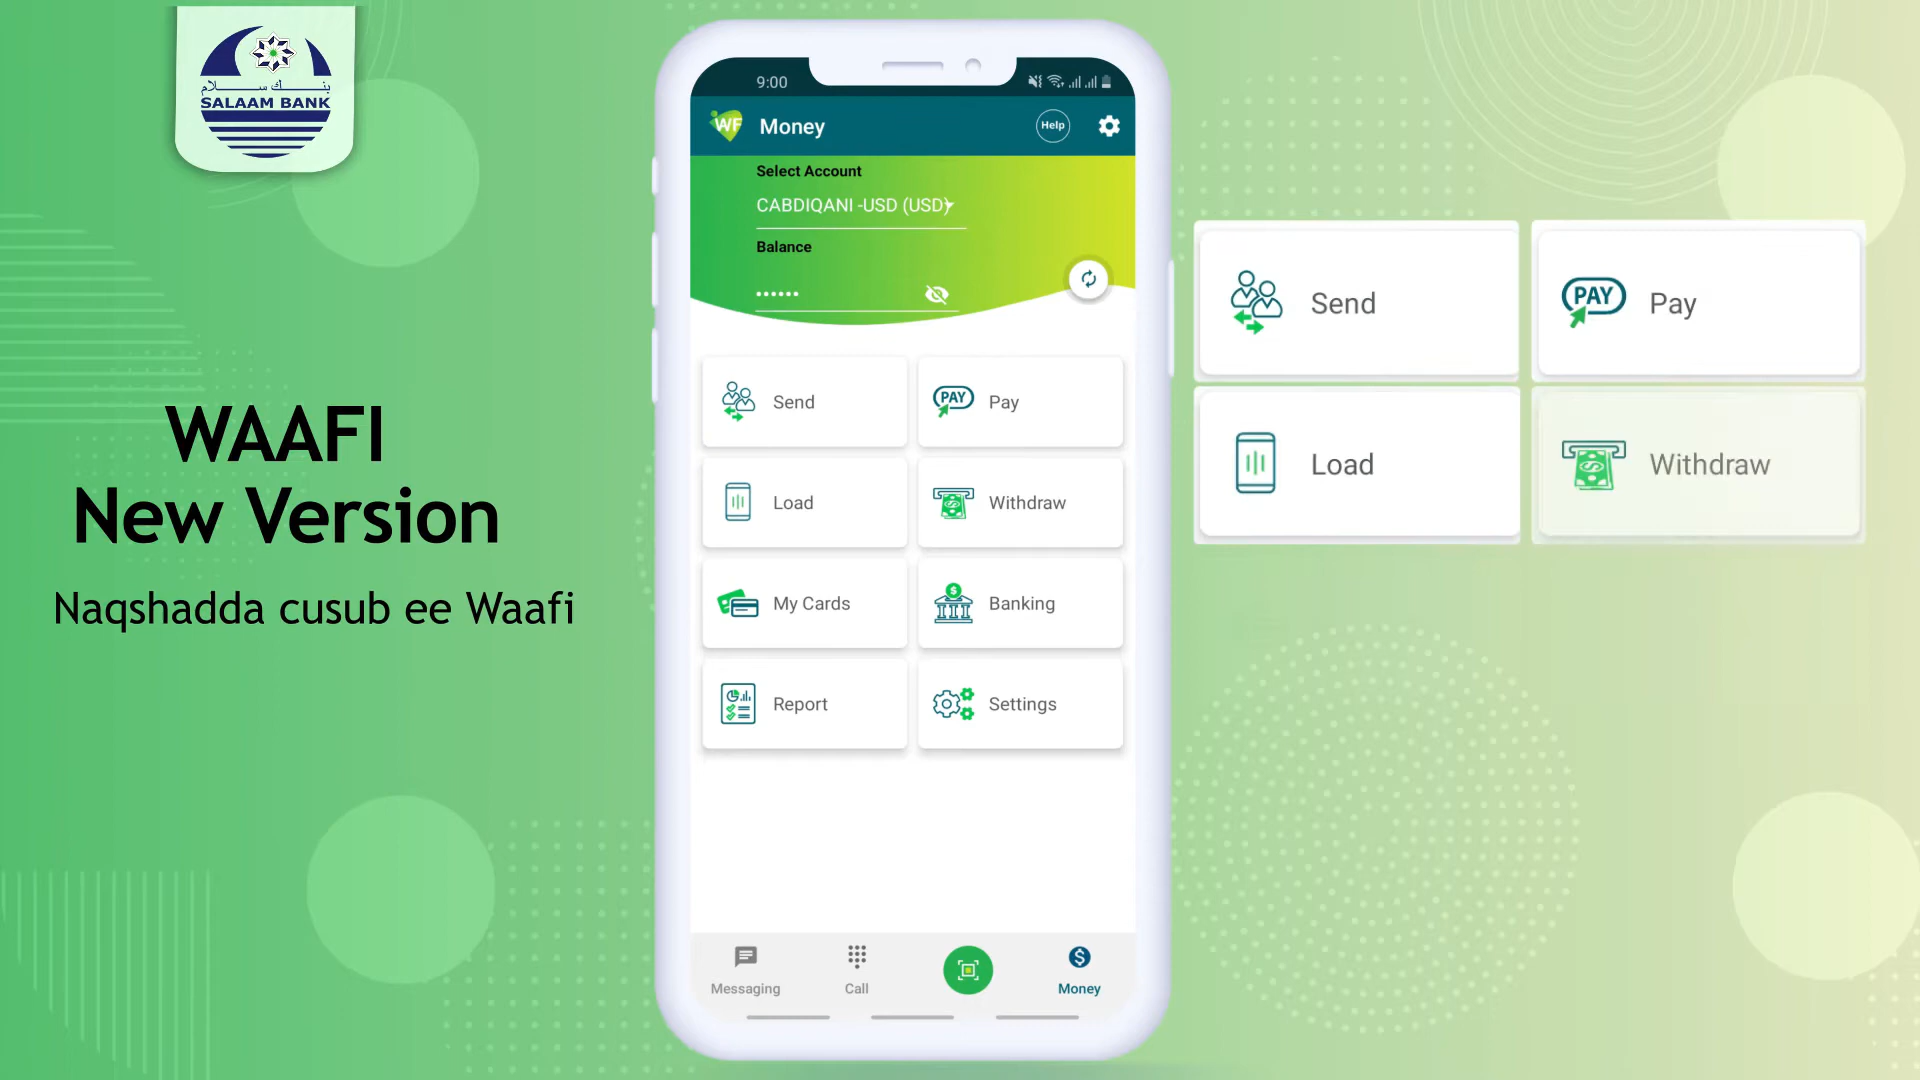 بنك سلام
SALAAM BANK
WAAFI
New Version
Naqshadda cusub ee Waafi
9:00
WF
Money
Help
Select Account
CABDIQANI -USD (USD)
Balance
••••••
Send
PAY
Pay
Load
Withdraw
My Cards
Banking
Report
Settings
Messaging
Call
Money
Send
PAY
Pay
Load
Withdraw